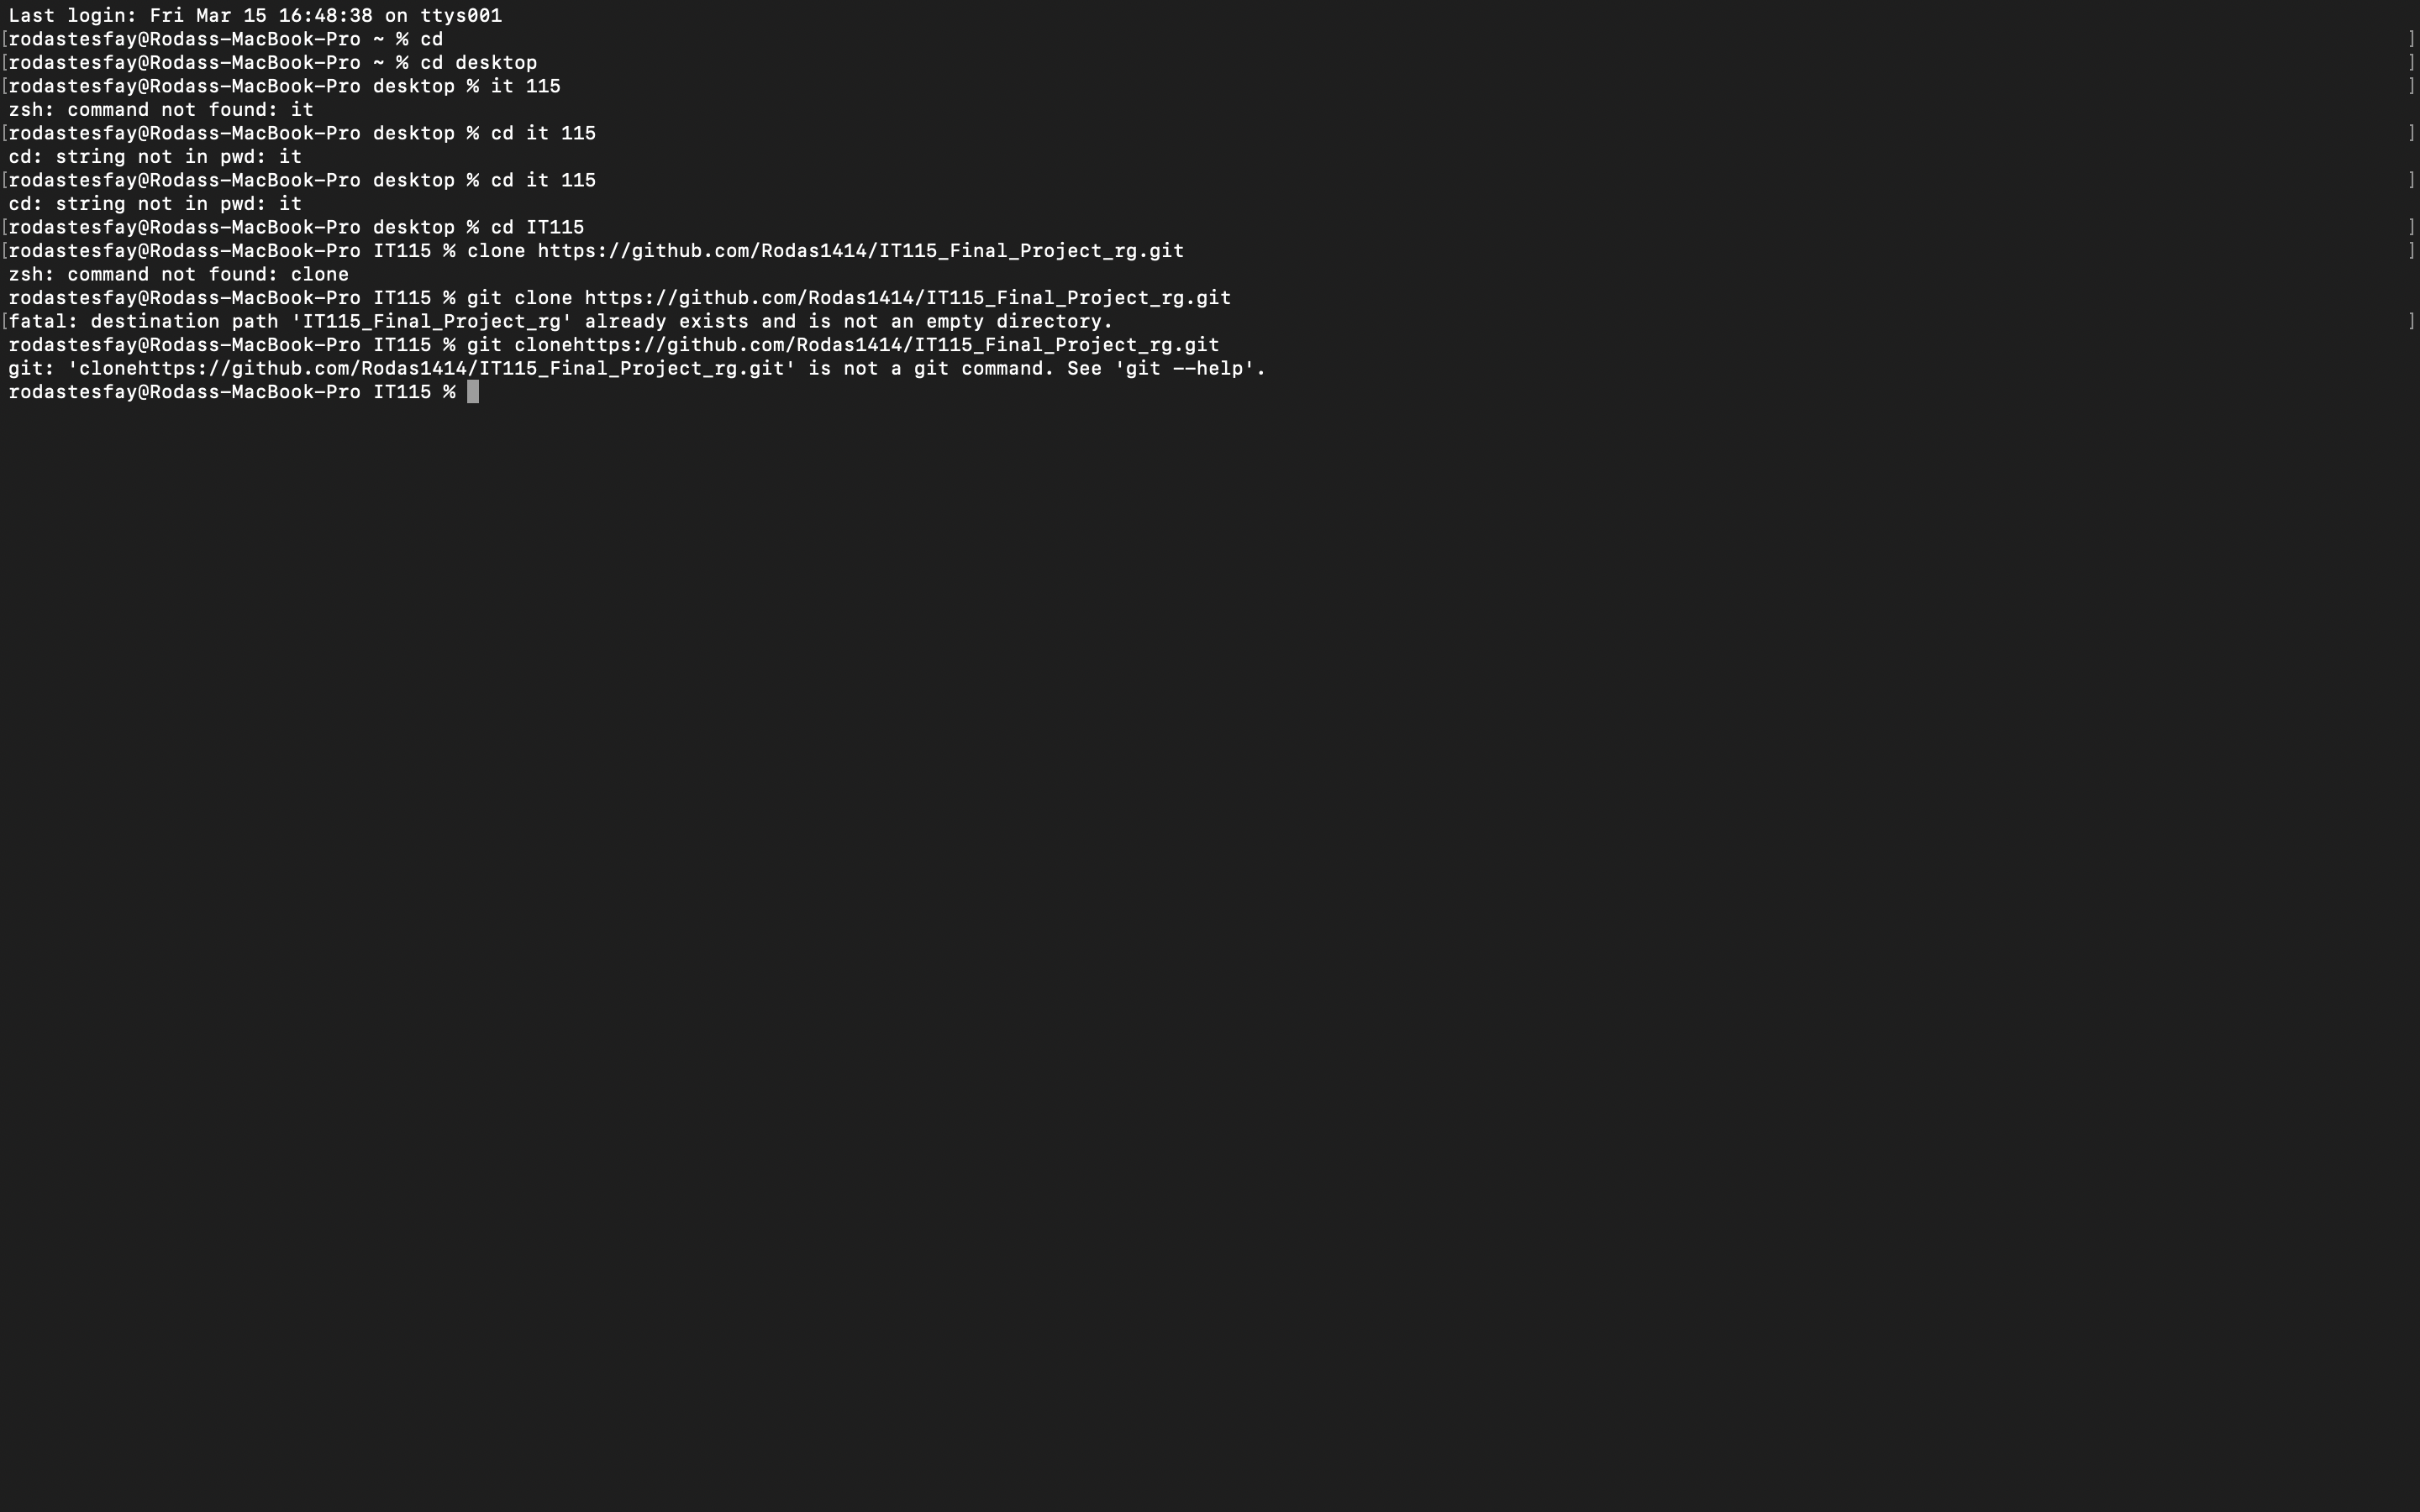 Last login: Fri Mar 15 16:48:38 on ttys001
[rodastesfay@Rodass-MacBook-Pro ~ % cd ]
[rodastesfay@Rodass-MacBook-Pro ~ % cd desktop ]
[rodastesfay@Rodass-MacBook-Pro desktop % it 115 ]
zsh: command not found: it
[rodastesfay@Rodass-MacBook-Pro desktop % cd it 115 ]
cd: string not in pwd: it
[rodastesfay@Rodass-MacBook-Pro desktop % cd it 115 ]
cd: string not in pwd: it
[rodastesfay@Rodass-MacBook-Pro desktop % cd IT115 ]
[rodastesfay@Rodass-MacBook-Pro IT115 % clone https://github.com/Rodas1414/IT115_Final_Project_rg.git ]
zsh: command not found: clone
rodastesfay@Rodass-MacBook-Pro IT115 % git clone https://github.com/Rodas1414/IT115_Final_Project_rg.git
[fatal: destination path 'IT115_Final_Project_rg' already exists and is not an empty directory. ]
rodastesfay@Rodass-MacBook-Pro IT115 % git clonehttps://github.com/Rodas1414/IT115_Final_Project_rg.git
git: 'clonehttps://github.com/Rodas1414/IT115_Final_Project_rg.git' is not a git command. See 'git --help'.
rodastesfay@Rodass-MacBook-Pro IT115 %